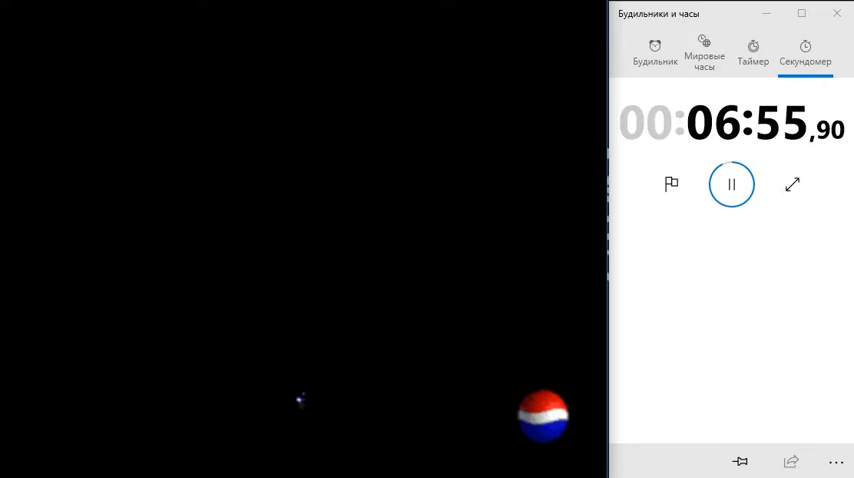 Будильники и часы
Будильник
Мировые часы
Таймер
Секундомер
00:06:55,90